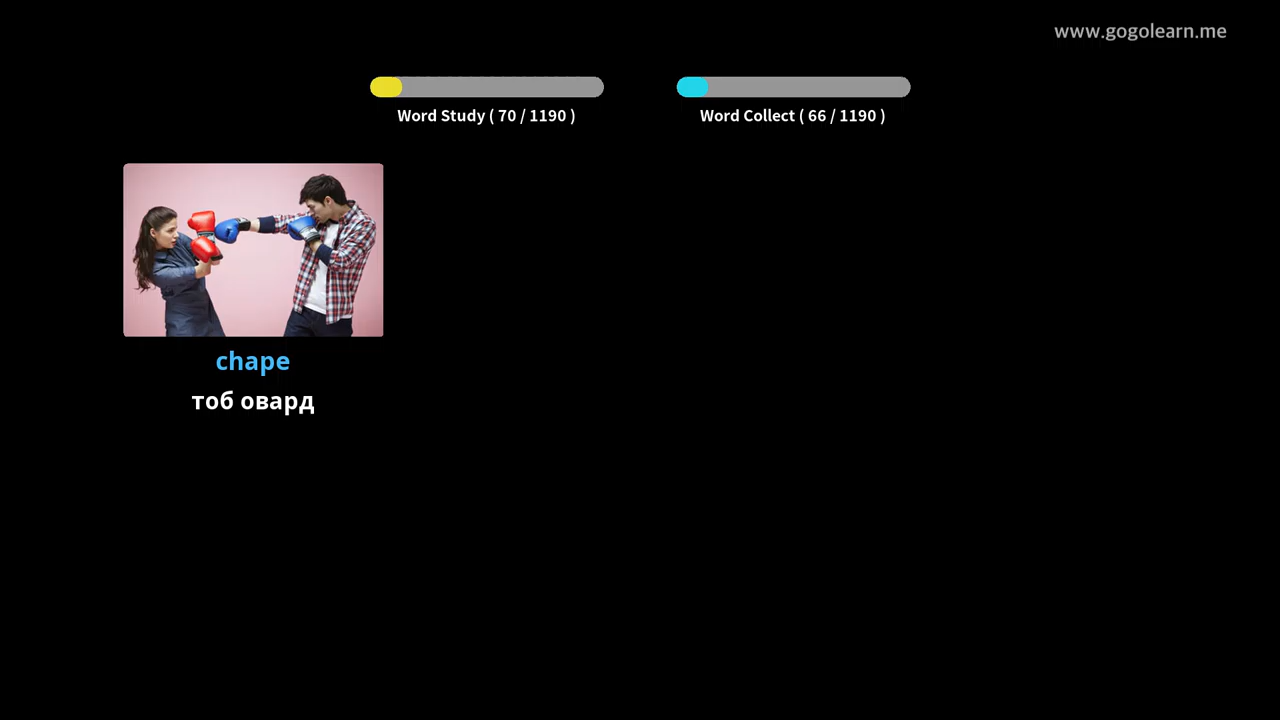 www.gogolearn.me
Word Study ( 70 / 1190 )
Word Collect ( 66 / 1190 )
chape
тоб овард